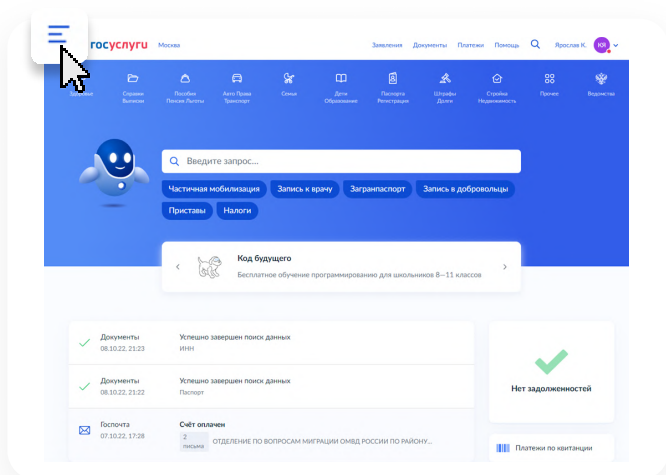 госуслуги Москва Заявления Документы Платежи Помощь Ярослав К. КЯ
Здоровье Справки Выписки Пособия Пенсия Льготы Авто Права Транспорт Семья Дети Образование Паспорта Регистрация Штрафы Долги Стройка Недвижимость Прочее Ведомства
Введите запрос...
Частичная мобилизация Запись к врачу Загранпаспорт Запись в добровольцы
Приставы Налоги
Код будущего
Бесплатное обучение программированию для школьников 8—11 классов
Документы Успешно завершен поиск данных
08.10.22, 21:23 ИНН
Документы Успешно завершен поиск данных
08.10.22, 21:22 Паспорт
Нет задолженностей
Госпочта Счёт оплачен
07.10.22, 17:28 2 письма ОТДЕЛЕНИЕ ПО ВОПРОСАМ МИГРАЦИИ ОМВД РОССИИ ПО РАЙОНУ...
Платежи по квитанции